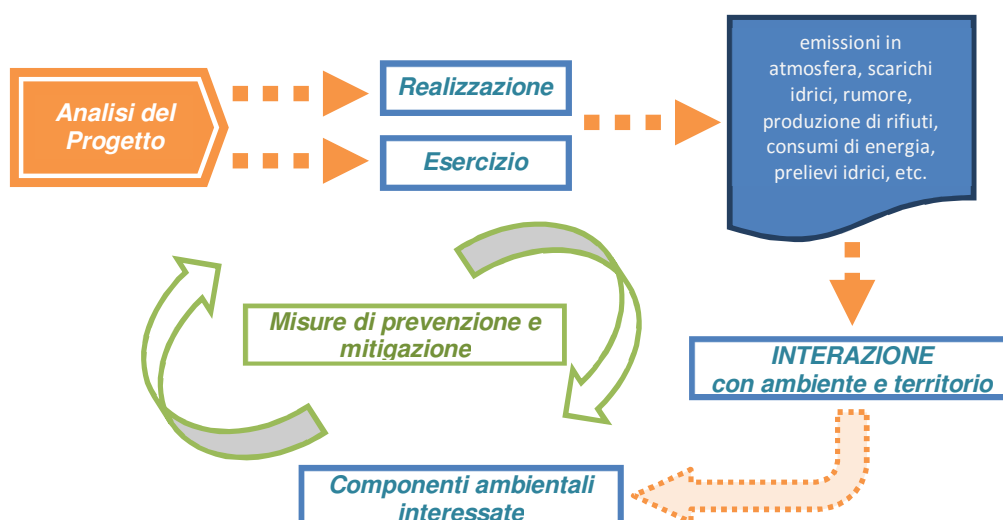 Analisi del
Progetto
Realizzazione
Esercizio
emissioni in
atmosfera, scarichi
idrici, rumore,
produzione di rifiuti,
consumi di energia,
prelievi idrici, etc.
Misure di prevenzione e
mitigazione
INTERAZIONE
con ambiente e territorio
Componenti ambientali
interessate